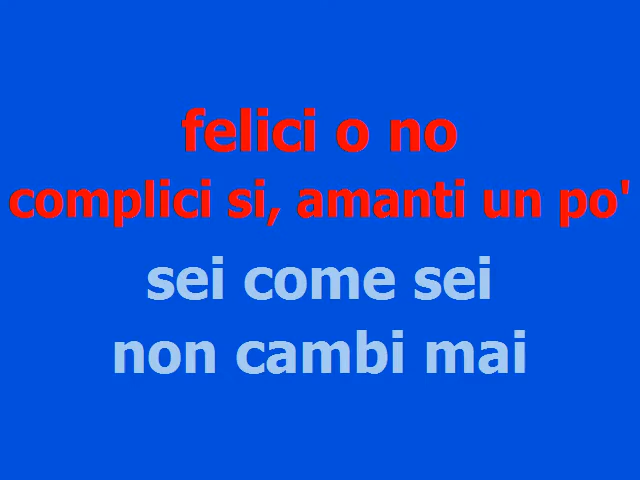 felici o no
complici si, amanti un po'
sei come sei
non cambi mai